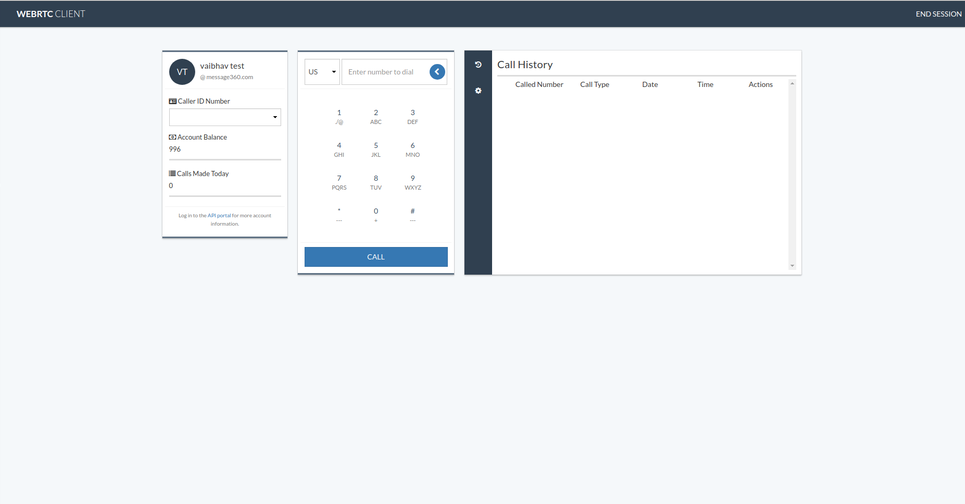 WEBRTC CLIENT
END SESSION
VT
vaibhav test
@message360.com
Caller ID Number
Account Balance
996
Calls Made Today
0
Log in to the API portal for more account
information.
US
Enter number to dial
1 2 3
./@ ABC DEF
4 5 6
GHI JKL MNO
7 8 9
PQRS TUV WXYZ
* 0 #
+
CALL
Call History
Called Number Call Type Date Time Actions